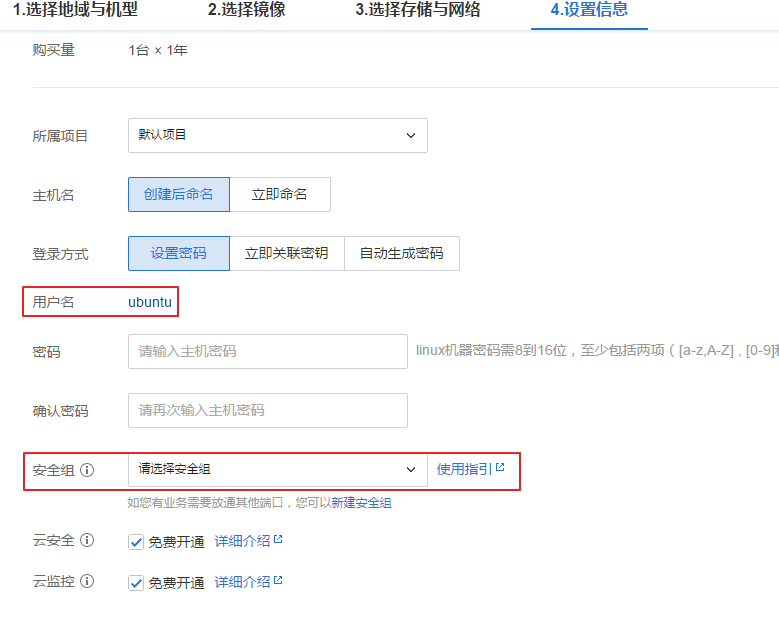 1.选择地域与机型 2.选择镜像 3.选择存储与网络 4.设置信息
购买量 1台 × 1年
所属项目 默认项目
主机名 创建后命名 立即命名
登录方式 设置密码 立即关联密钥 自动生成密码
用户名 ubuntu
密码 请输入主机密码 linux机器密码需8到16位，至少包括两项（[a-z,A-Z] , [0-9]和
确认密码 请再次输入主机密码
安全组 请选择安全组 使用指引
如您有业务需要放通其他端口，您可以新建安全组
云安全 免费开通 详细介绍
云监控 免费开通 详细介绍